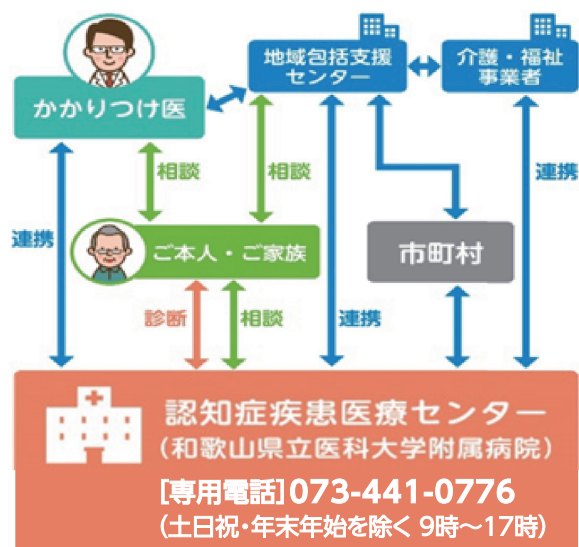 地域包括支援
センター
介護・福祉
事業者
かかりつけ医
相談
相談
連携
連携
ご本人・ご家族
市町村
診断
相談
連携
認知症疾患医療センター
(和歌山県立医科大学附属病院)
[専用電話]073-441-0776
(土日祝・年末年始を除く 9時～17時)